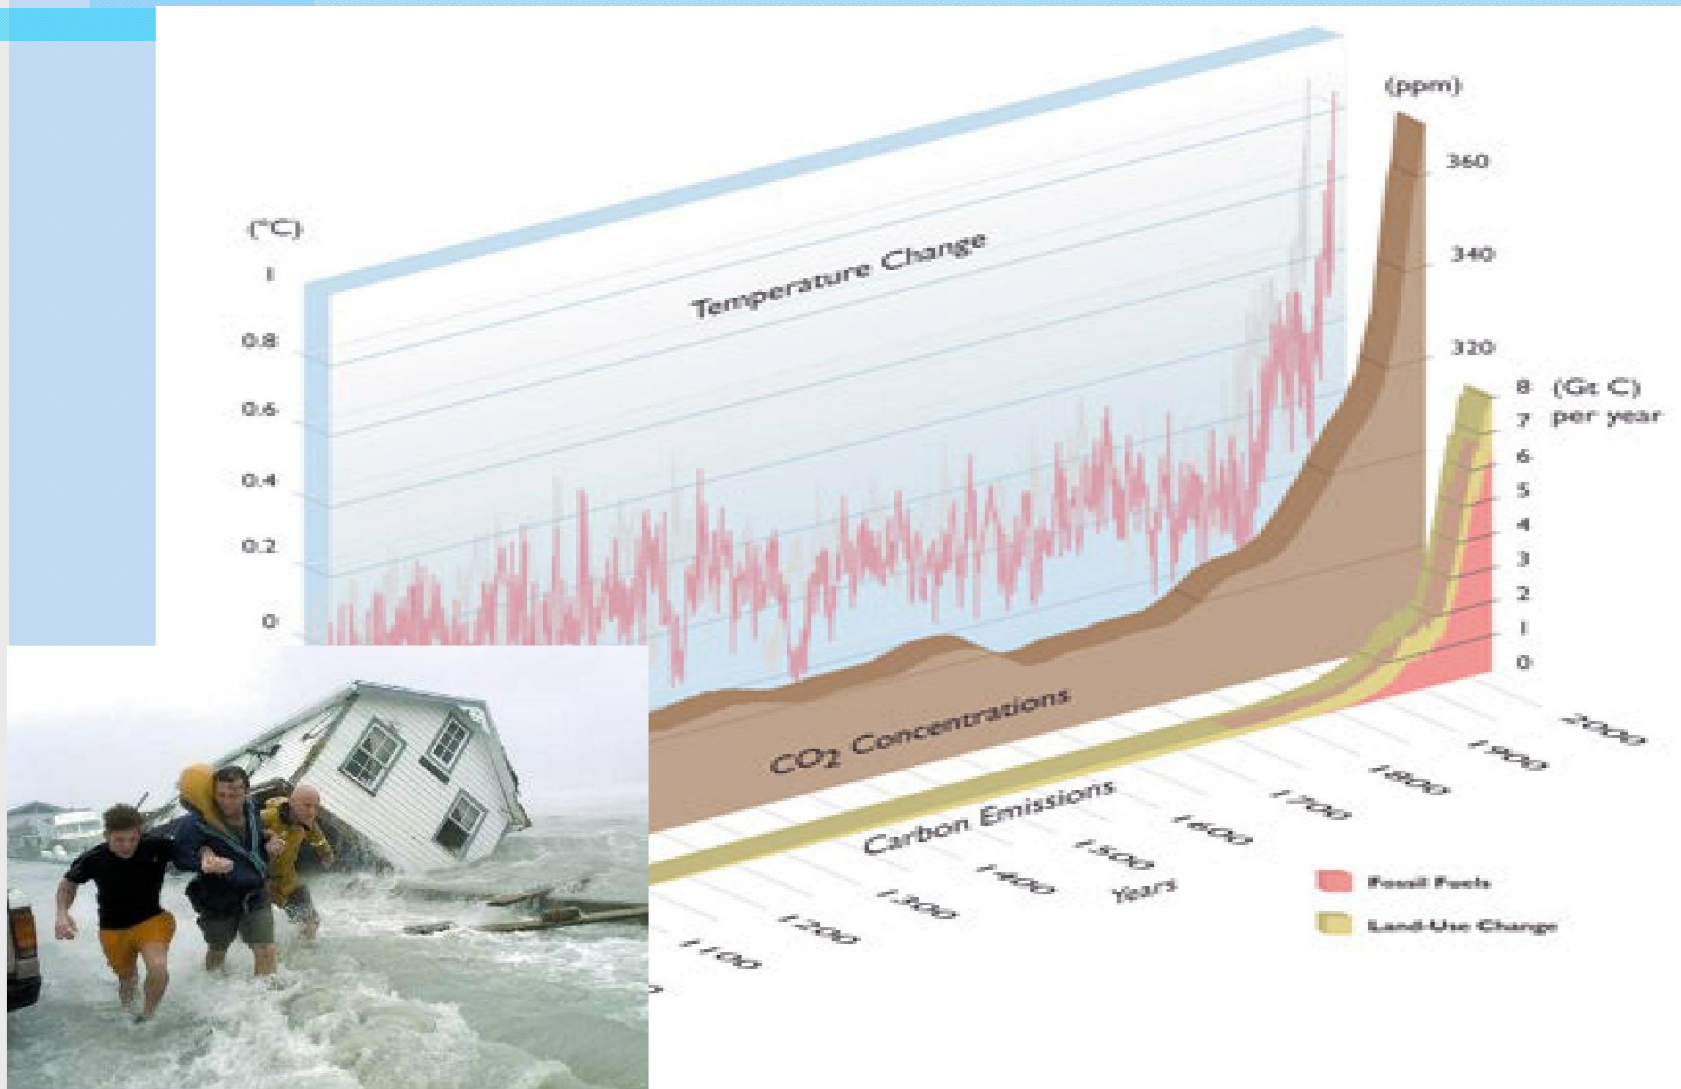 (°C)
1
0.8
0.6
0.4
0.2
0
Temperature Change
(ppm)
360
340
320
8 (Gt C)
7 per year
6
5
4
3
2
1
0
CO₂ Concentrations
Carbon Emissions
1100
1200
1300
1400
1500
1600
1700
1800
1900
2000
Years
Fossil Fuels
Land-Use Change